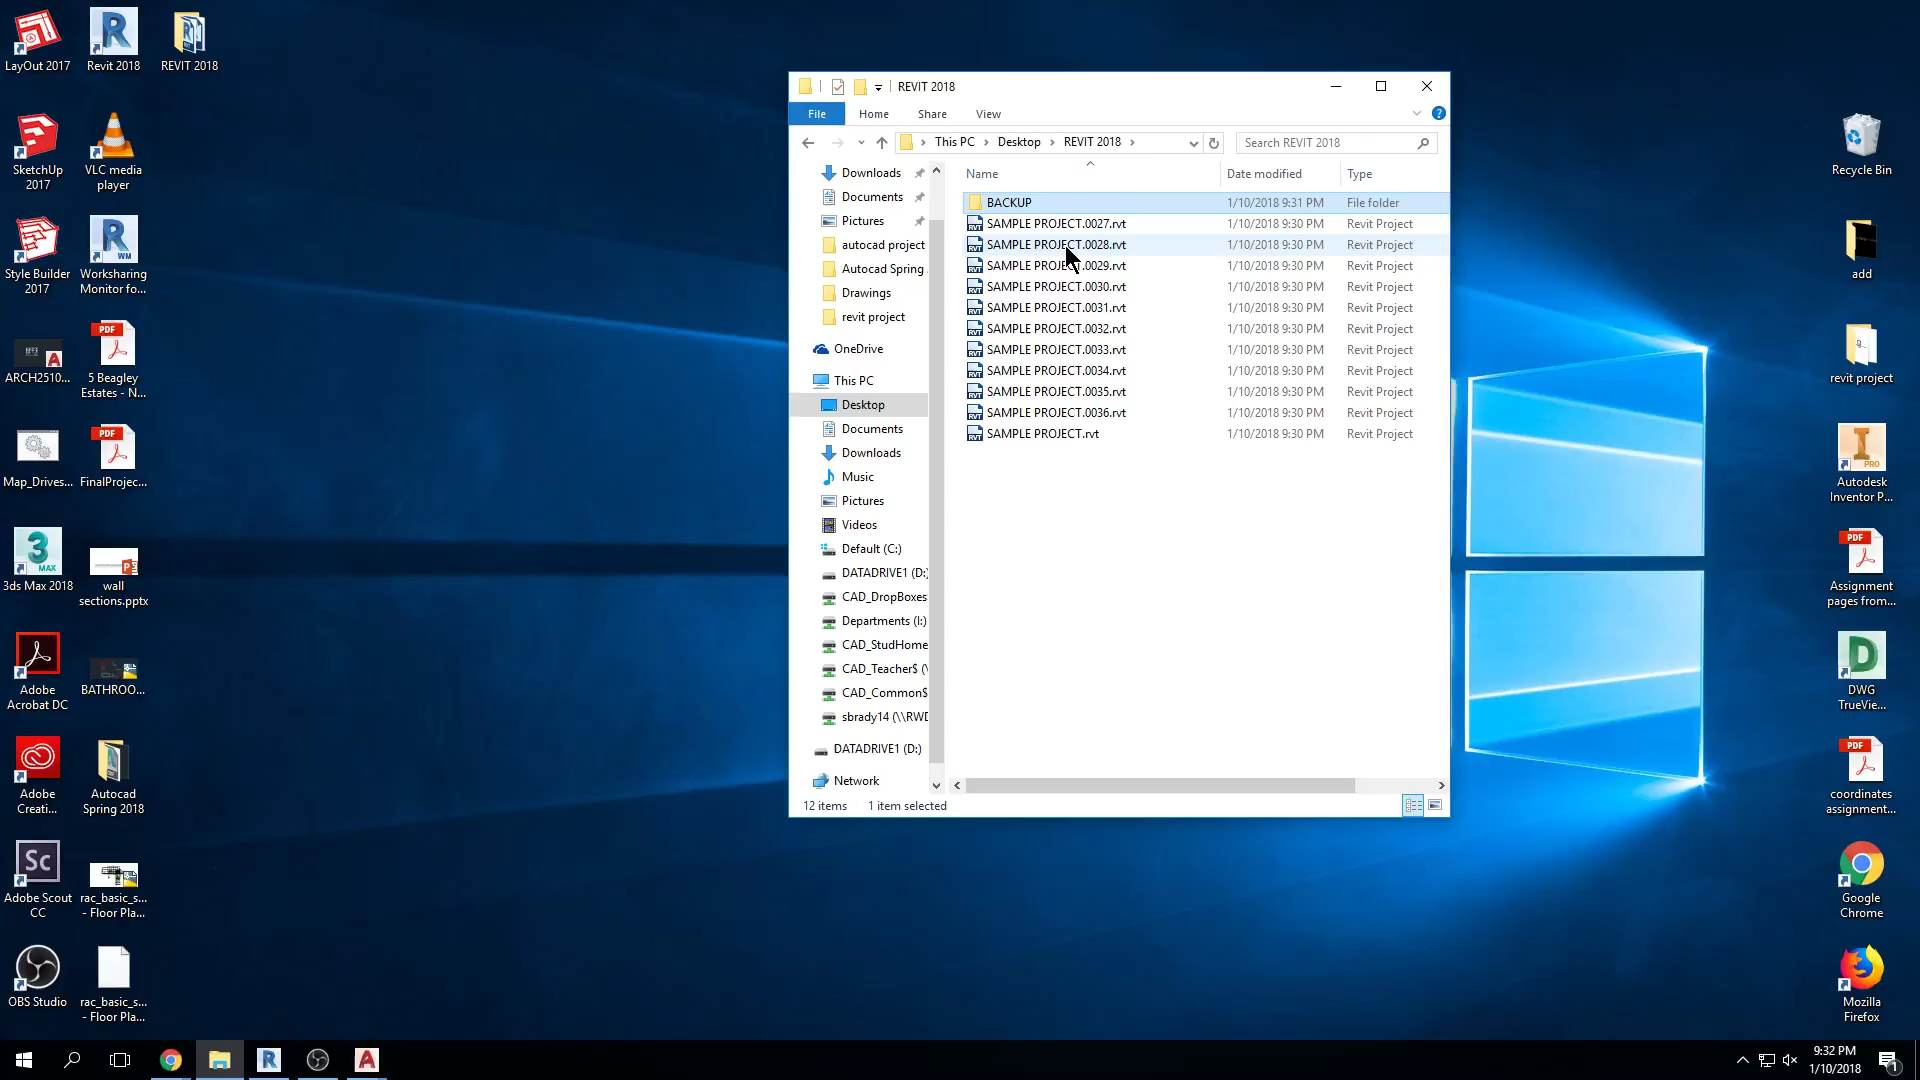 LayOut 2017
Revit 2018
REVIT 2018
SketchUp
2017
VLC media
player
Style Builder
2017
Worksharing
Monitor fo...
ARCH2510...
PDF
5 Beagley
Estates - N...
Map_Drives...
PDF
FinalProjec...
3
MAX
3ds Max 2018
wall
sections.pptx
Adobe
Acrobat DC
BATHROO...
Adobe
Creati...
Autocad
Spring 2018
Sc
Adobe Scout
CC
rac_basic_s...
- Floor Pla...
OBS Studio
rac_basic_s...
- Floor Pla...
REVIT 2018
File
Home
Share
View
This PC
Desktop
REVIT 2018
Search REVIT 2018
Downloads
Documents
Pictures
autocad project
Autocad Spring
Drawings
revit project
OneDrive
This PC
Desktop
Documents
Downloads
Music
Pictures
Videos
Default (C:)
DATADRIVE1 (D:)
CAD_DropBoxes
Departments (I:)
CAD_StudHome
CAD_Teacher$ (\
CAD_Common$
sbrady14 (\\RWD
DATADRIVE1 (D:)
Network
Name Date modified Type
BACKUP 1/10/2018 9:31 PM File folder
SAMPLE PROJECT.0027.rvt 1/10/2018 9:30 PM Revit Project
SAMPLE PROJECT.0028.rvt 1/10/2018 9:30 PM Revit Project
SAMPLE PROJECT.0029.rvt 1/10/2018 9:30 PM Revit Project
SAMPLE PROJECT.0030.rvt 1/10/2018 9:30 PM Revit Project
SAMPLE PROJECT.0031.rvt 1/10/2018 9:30 PM Revit Project
SAMPLE PROJECT.0032.rvt 1/10/2018 9:30 PM Revit Project
SAMPLE PROJECT.0033.rvt 1/10/2018 9:30 PM Revit Project
SAMPLE PROJECT.0034.rvt 1/10/2018 9:30 PM Revit Project
SAMPLE PROJECT.0035.rvt 1/10/2018 9:30 PM Revit Project
SAMPLE PROJECT.0036.rvt 1/10/2018 9:30 PM Revit Project
SAMPLE PROJECT.rvt 1/10/2018 9:30 PM Revit Project
12 items 1 item selected
Recycle Bin
add
revit project
PRO
Autodesk
Inventor P...
PDF
Assignment
pages from...
DWG
TrueVie...
PDF
coordinates
assignment...
Google
Chrome
Mozilla
Firefox
9:32 PM
1/10/2018
1